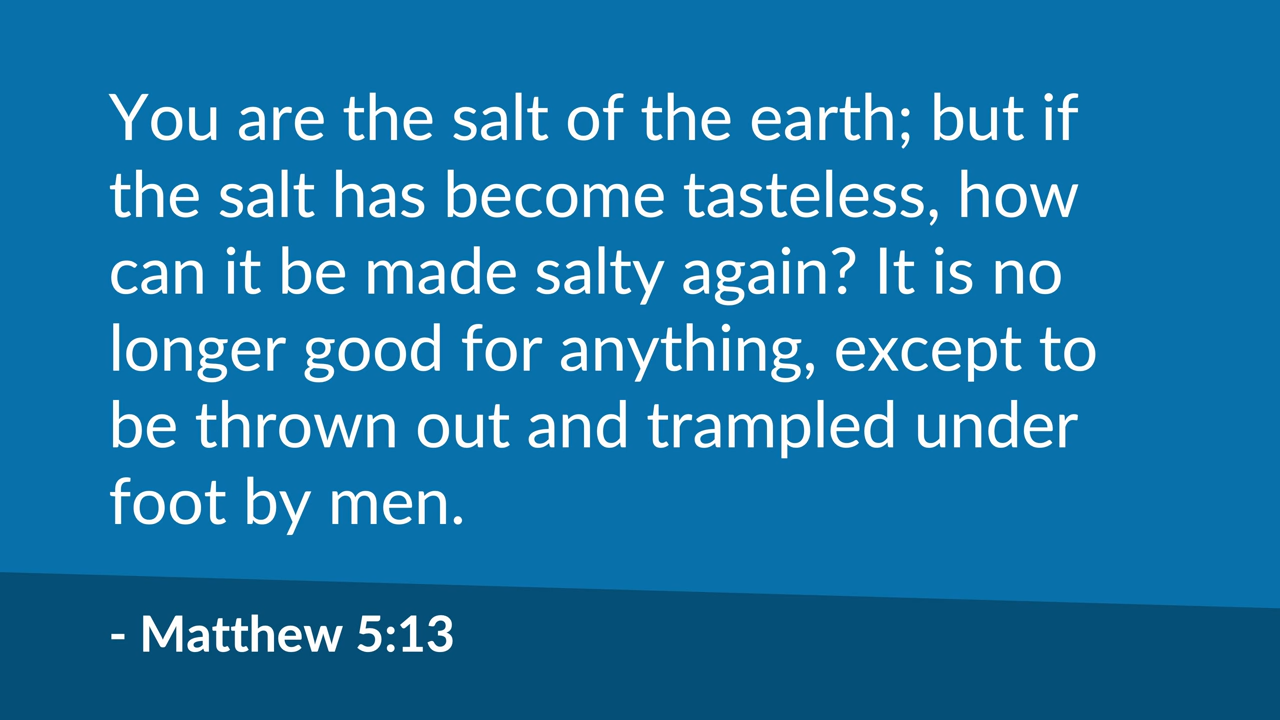 You are the salt of the earth; but if
the salt has become tasteless, how
can it be made salty again? It is no
longer good for anything, except to
be thrown out and trampled under
foot by men.
- Matthew 5:13